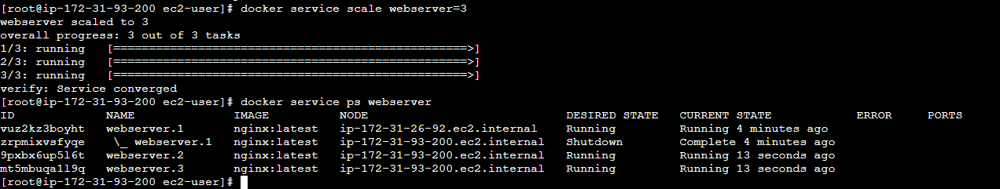 [root@ip-172-31-93-200 ec2-user]# docker service scale webserver=3
webserver scaled to 3
overall progress: 3 out of 3 tasks
1/3: running   [==================================================>]
2/3: running   [==================================================>]
3/3: running   [==================================================>]
verify: Service converged
[root@ip-172-31-93-200 ec2-user]# docker service ps webserver
ID             NAME              IMAGE          NODE                            DESIRED STATE   CURRENT STATE            ERROR     PORTS
vuz2kz3boyht   webserver.1       nginx:latest   ip-172-31-26-92.ec2.internal    Running         Running 4 minutes ago
zrpmixvsfyqe    \_ webserver.1   nginx:latest   ip-172-31-93-200.ec2.internal   Shutdown        Complete 4 minutes ago
9pxbx6up5l6t   webserver.2       nginx:latest   ip-172-31-93-200.ec2.internal   Running         Running 13 seconds ago
mt5mbuqa1l9q   webserver.3       nginx:latest   ip-172-31-93-200.ec2.internal   Running         Running 13 seconds ago
[root@ip-172-31-93-200 ec2-user]#